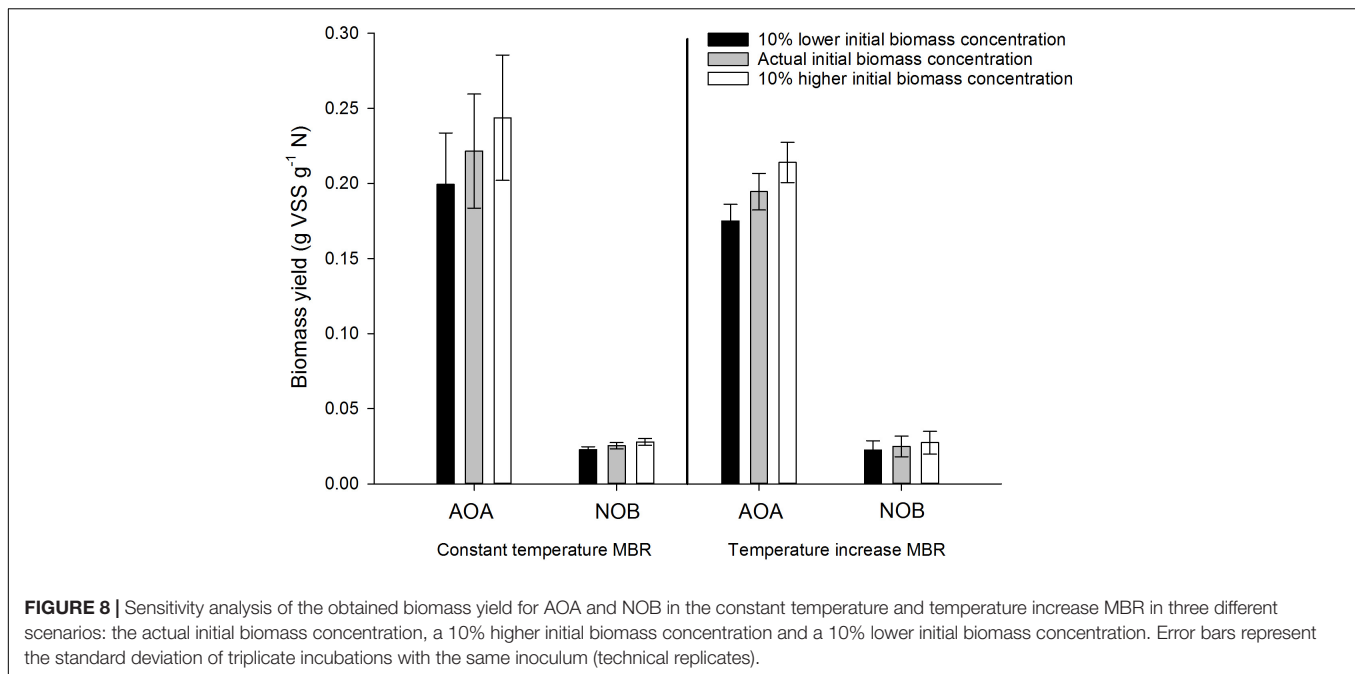 0.30
0.25
0.20
0.15
0.10
0.05
0.00
Biomass yield (g VSS g⁻¹ N)
10% lower initial biomass concentration
Actual initial biomass concentration
10% higher initial biomass concentration
AOA NOB AOA NOB
Constant temperature MBR Temperature increase MBR
FIGURE 8 | Sensitivity analysis of the obtained biomass yield for AOA and NOB in the constant temperature and temperature increase MBR in three different
scenarios: the actual initial biomass concentration, a 10% higher initial biomass concentration and a 10% lower initial biomass concentration. Error bars represent
the standard deviation of triplicate incubations with the same inoculum (technical replicates).